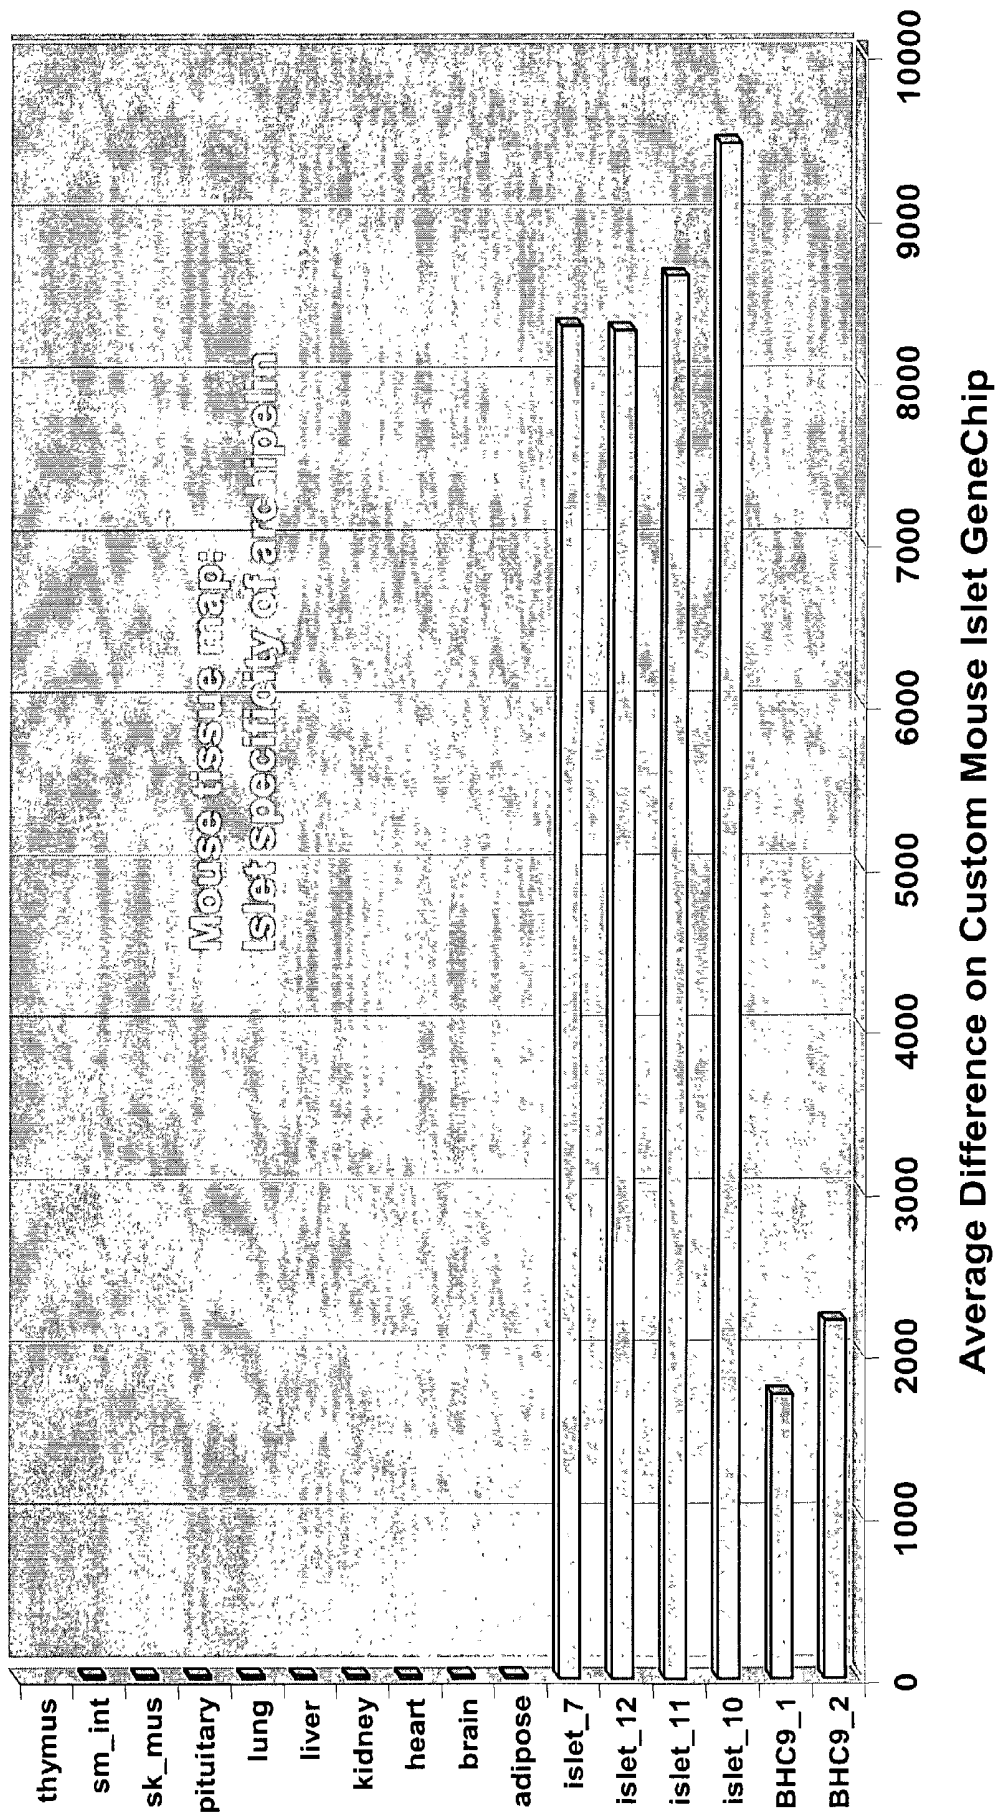 Mouse tissue map:
Islet specificity of archipelin
thymus
sm_int
sk_mus
pituitary
lung
liver
kidney
heart
brain
adipose
islet_7
islet_12
islet_11
islet_10
BHC9_1
BHC9_2
0
1000
2000
3000
4000
5000
6000
7000
8000
9000
10000
Average Difference on Custom Mouse Islet GeneChip